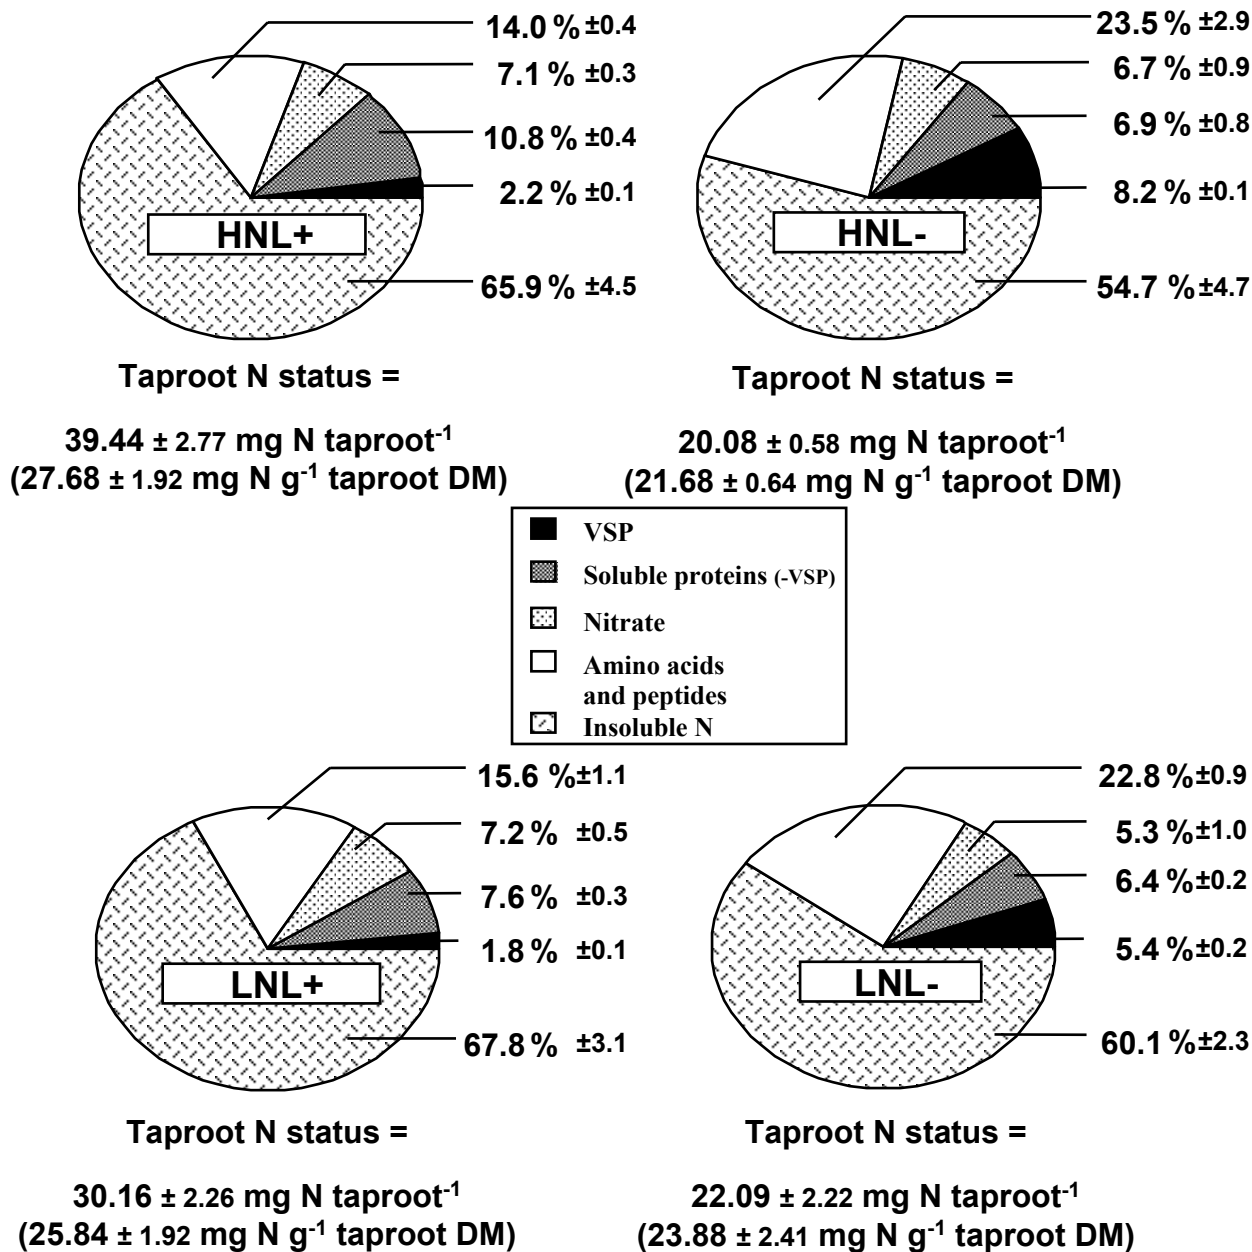 14.0 % ±0.4
7.1 % ±0.3
10.8 % ±0.4
2.2 % ±0.1
HNL+
65.9 % ±4.5
Taproot N status =
39.44 ± 2.77 mg N taproot⁻¹
(27.68 ± 1.92 mg N g⁻¹ taproot DM)
23.5 % ±2.9
6.7 % ±0.9
6.9 % ±0.8
8.2 % ±0.1
HNL-
54.7 % ±4.7
Taproot N status =
20.08 ± 0.58 mg N taproot⁻¹
(21.68 ± 0.64 mg N g⁻¹ taproot DM)
VSP
Soluble proteins (-VSP)
Nitrate
Amino acids
and peptides
Insoluble N
15.6 % ±1.1
7.2 % ±0.5
7.6 % ±0.3
1.8 % ±0.1
LNL+
67.8 % ±3.1
Taproot N status =
30.16 ± 2.26 mg N taproot⁻¹
(25.84 ± 1.92 mg N g⁻¹ taproot DM)
22.8 % ±0.9
5.3 % ±1.0
6.4 % ±0.2
5.4 % ±0.2
LNL-
60.1 % ±2.3
Taproot N status =
22.09 ± 2.22 mg N taproot⁻¹
(23.88 ± 2.41 mg N g⁻¹ taproot DM)